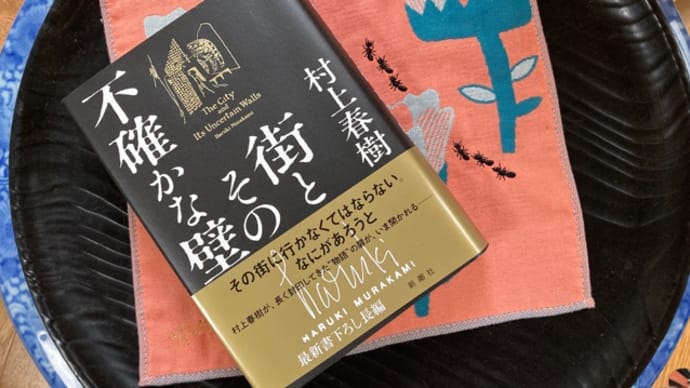 村上春樹
街と
その
不確かな
壁
The City
and
Its Uncertain Walls
Haruki Murakami
その街に行かなくてはならない。
なにがあろうと
村上春樹が、長く封印してきた"物語"の扉が、いま開かれる——
Haruki
HARUKI MURAKAMI
最新書下ろし長編
新潮社